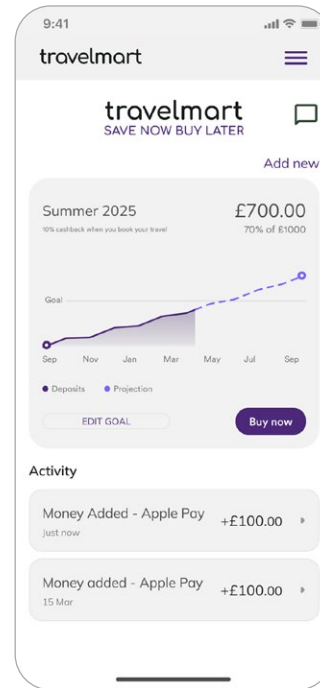 9:41
travelmart
travelmart
SAVE NOW BUY LATER
Add new
Summer 2025 £700.00
10% cashback when you book your travel 70% of £1000
Goal
Sep Nov Jan Mar May Jul Sep
Deposits Projection
EDIT GOAL Buy now
Activity
Money Added - Apple Pay +£100.00
Just now
Money added - Apple Pay +£100.00
15 Mar